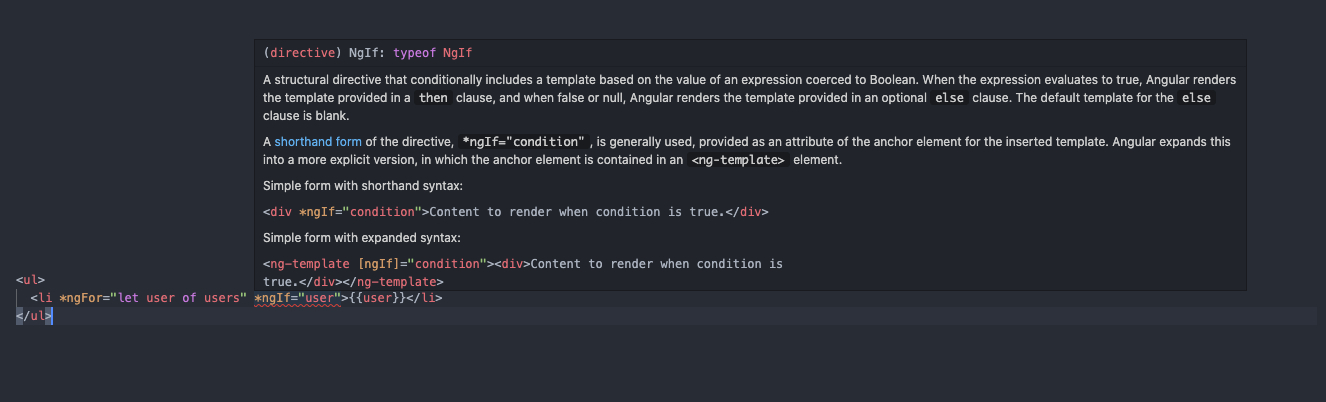 (directive) NgIf: typeof NgIf
A structural directive that conditionally includes a template based on the value of an expression coerced to Boolean. When the expression evaluates to true, Angular renders
the template provided in a then clause, and when false or null, Angular renders the template provided in an optional else clause. The default template for the else
clause is blank.
A shorthand form of the directive, *ngIf="condition" , is generally used, provided as an attribute of the anchor element for the inserted template. Angular expands this
into a more explicit version, in which the anchor element is contained in an <ng-template> element.
Simple form with shorthand syntax:
<div *ngIf="condition">Content to render when condition is true.</div>
Simple form with expanded syntax:
<ng-template [ngIf]="condition"><div>Content to render when condition is
true.</div></ng-template>
<ul>
<li *ngFor="let user of users" *ngIf="user">{{user}}</li>
</ul>